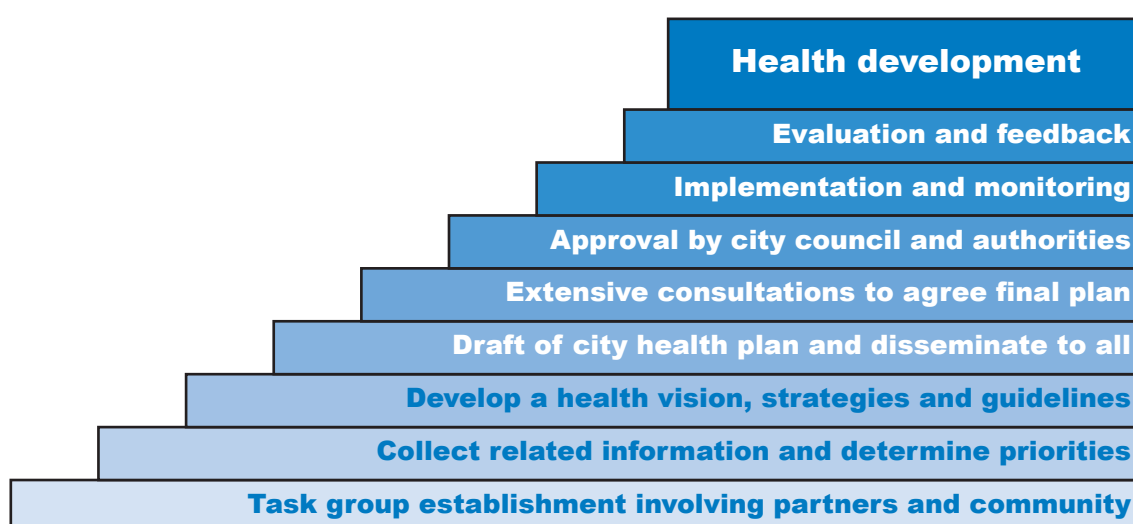 Health development
Evaluation and feedback
Implementation and monitoring
Approval by city council and authorities
Extensive consultations to agree final plan
Draft of city health plan and disseminate to all
Develop a health vision, strategies and guidelines
Collect related information and determine priorities
Task group establishment involving partners and community